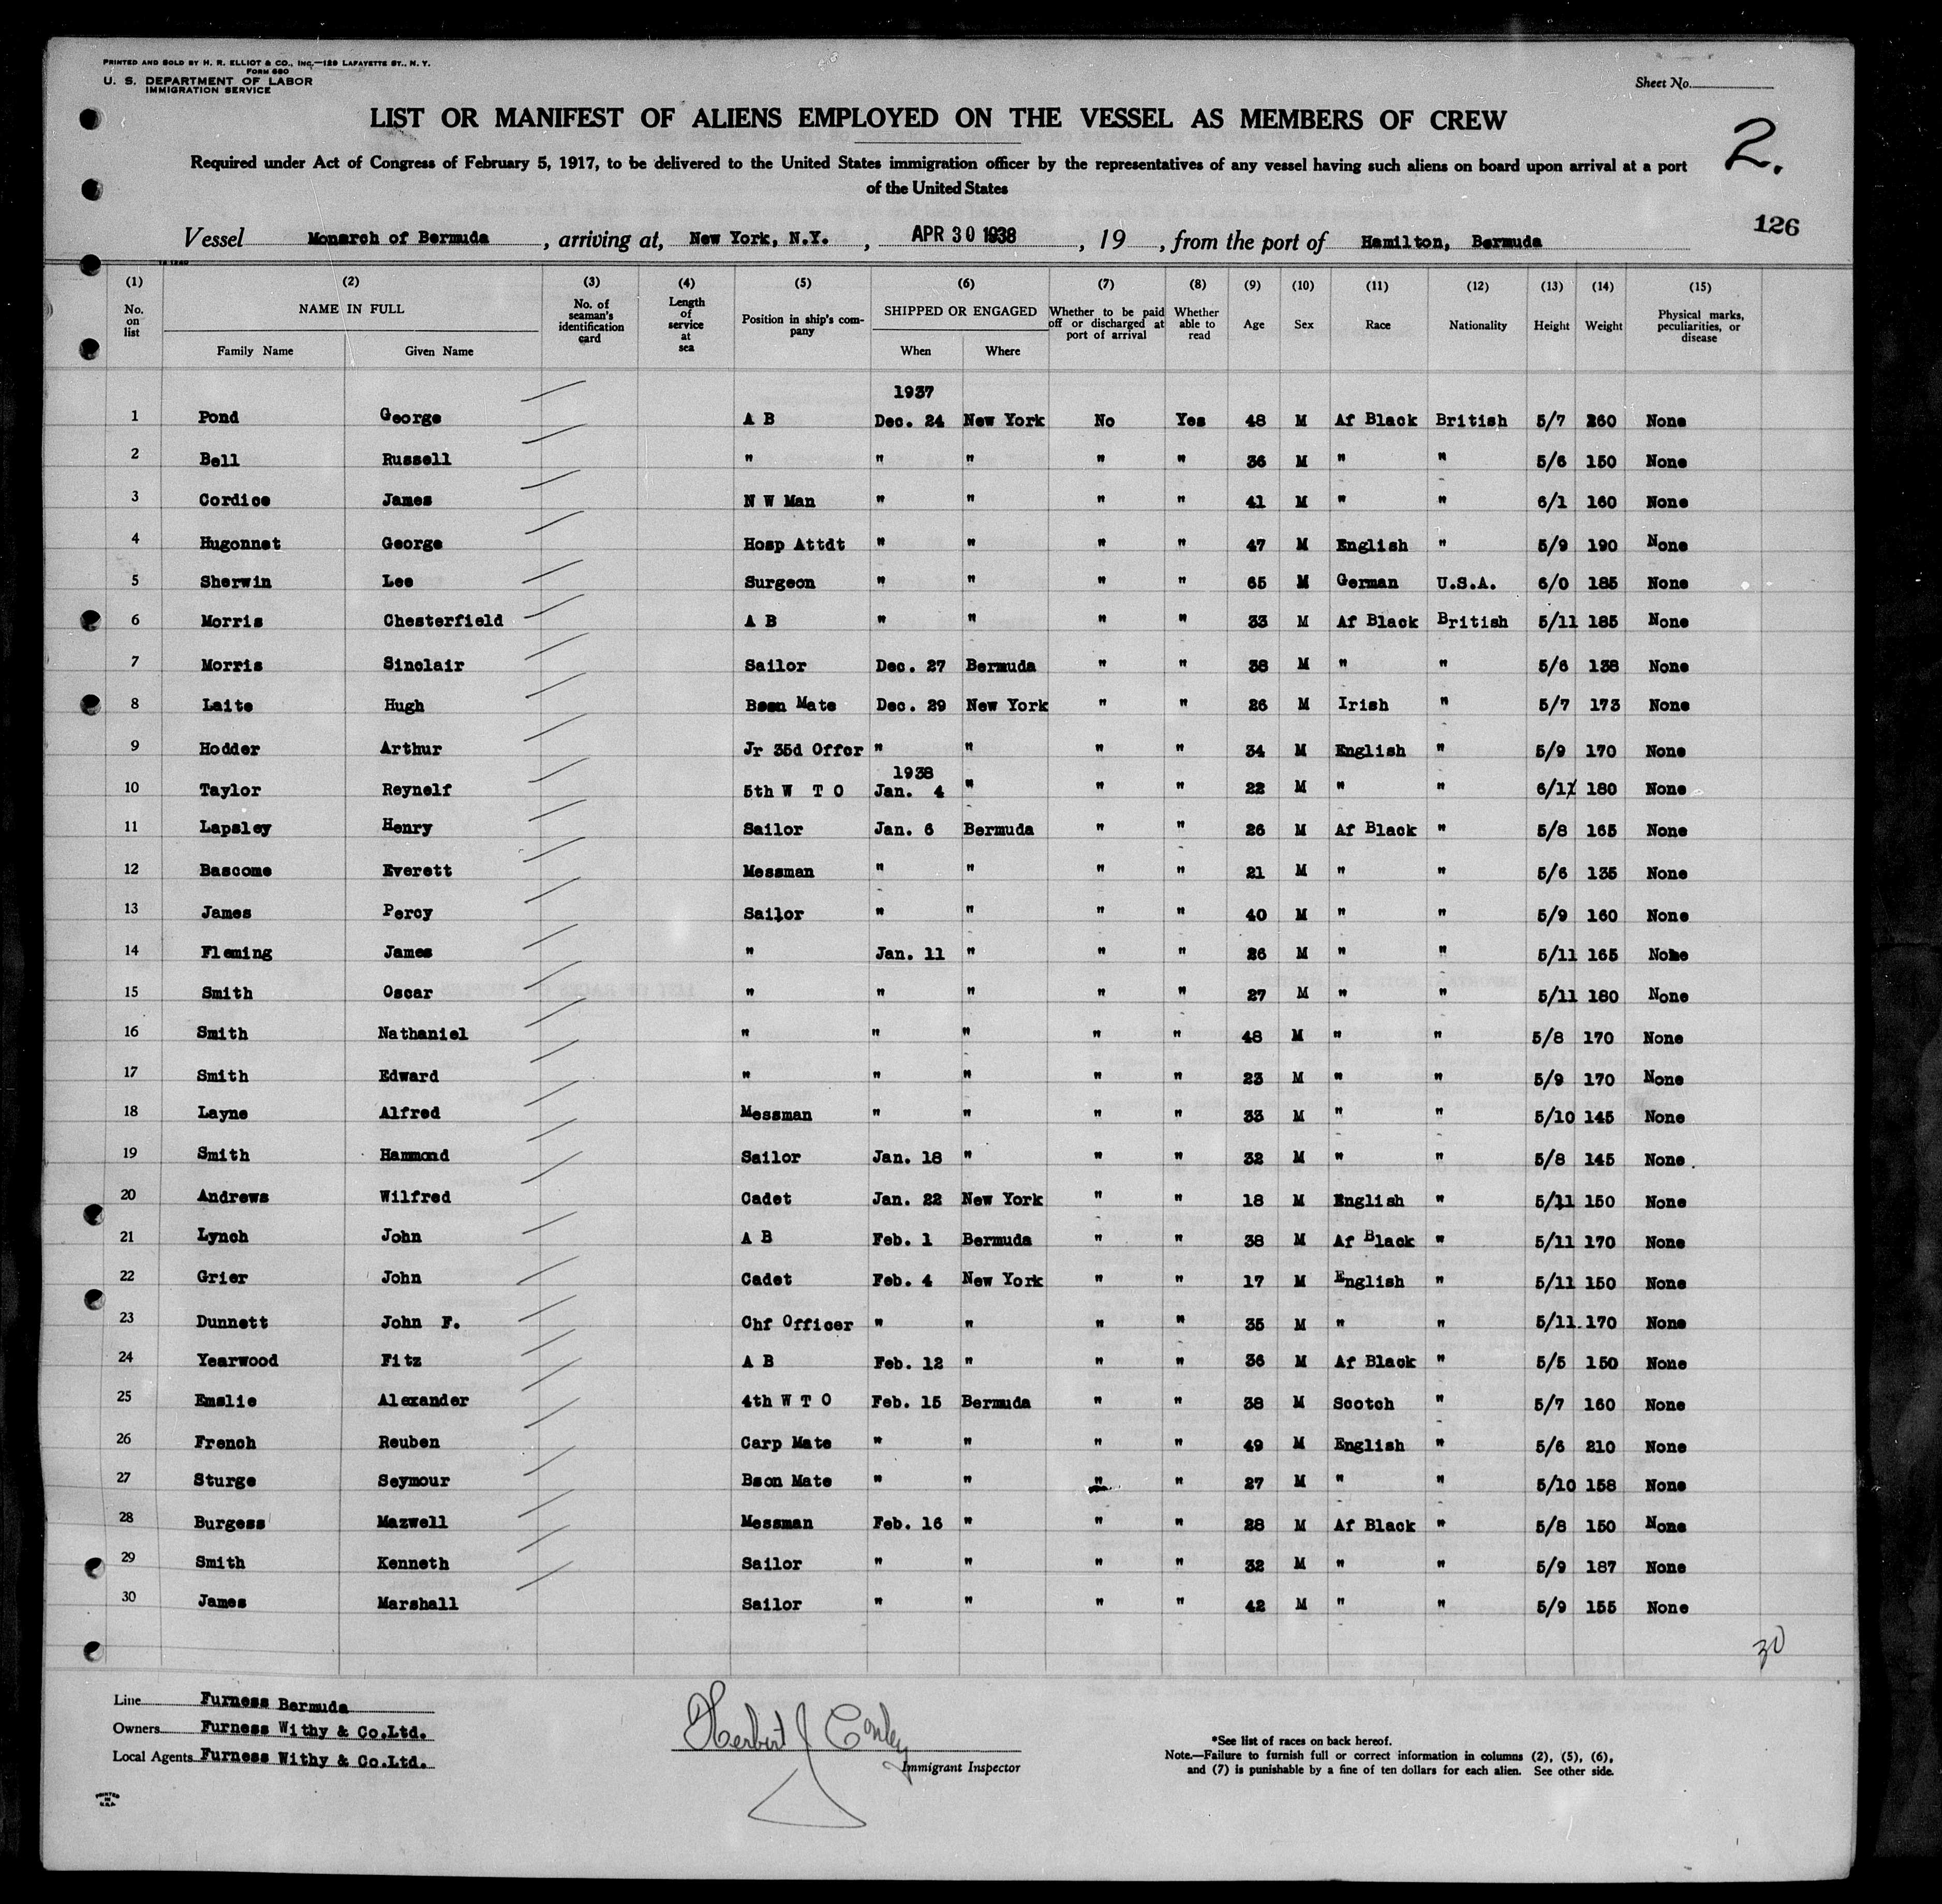 PRINTED AND SOLD BY H. R. ELLIOT & CO., INC.—129 LAFAYETTE ST., N. Y.
FORM 680
U. S. DEPARTMENT OF LABOR
IMMIGRATION SERVICE
Sheet No.
LIST OR MANIFEST OF ALIENS EMPLOYED ON THE VESSEL AS MEMBERS OF CREW
2.
Required under Act of Congress of February 5, 1917, to be delivered to the United States immigration officer by the representatives of any vessel having such aliens on board upon arrival at a port
of the United States
126
Vessel Monarch of Bermuda , arriving at, New York, N.Y. , APR 30 1938 , 19 , from the port of Hamilton, Bermuda
(1) (2) (3) (4) (5) (6) (7) (8) (9) (10) (11) (12) (13) (14) (15)
No. on list NAME IN FULL Family Name Given Name No. of seaman's identification card Length of service at sea Position in ship's company SHIPPED OR ENGAGED When Where Whether to be paid off or discharged at port of arrival Whether able to read Age Sex Race Nationality Height Weight Physical marks, peculiarities, or disease
1937
1 Pond George A B Dec. 24 New York No Yes 48 M Af Black British 5/7 260 None
2 Bell Russell " " " " " 36 M " " 5/6 150 None
3 Cordice James N W Man " " " " 41 M " " 6/1 160 None
4 Hugonnet George Hosp Attdt " " " " 47 M English " 5/9 190 None
5 Sherwin Lee Surgeon " " " " 65 M German U.S.A. 6/0 185 None
6 Morris Chesterfield A B " " " " 33 M Af Black British 5/11 185 None
7 Morris Sinclair Sailor Dec. 27 Bermuda " " 38 M " " 5/6 138 None
8 Laite Hugh Bson Mate Dec. 29 New York " " 26 M Irish " 5/7 173 None
9 Hodder Arthur Jr 35d Offcr " " " " 34 M English " 5/9 170 None
1938
10 Taylor Reynelf 5th W T O Jan. 4 " " " 22 M " " 6/1 180 None
11 Lapsley Henry Sailor Jan. 6 Bermuda " " 26 M Af Black " 5/8 165 None
12 Bascome Everett Messman " " " " 21 M " " 5/6 135 None
13 James Percy Sailor " " " " 40 M " " 5/9 160 None
14 Fleming James " Jan. 11 " " " 26 M " " 5/11 165 None
15 Smith Oscar " " " " " 27 M " " 5/11 180 None
16 Smith Nathaniel " " " " " 48 M " " 5/8 170 None
17 Smith Edward " " " " " 23 M " " 5/9 170 None
18 Layne Alfred Messman " " " " 33 M " " 5/10 145 None
19 Smith Hammond Sailor Jan. 18 " " " 32 M " " 5/8 145 None
20 Andrews Wilfred Cadet Jan. 22 New York " " 18 M English " 5/11 150 None
21 Lynch John A B Feb. 1 Bermuda " " 38 M Af Black " 5/11 170 None
22 Grier John Cadet Feb. 4 New York " " 17 M English " 5/11 150 None
23 Dunnett John F. Chf Officer " " " " 35 M " " 5/11 170 None
24 Yearwood Fitz A B Feb. 12 " " " 36 M Af Black " 5/5 150 None
25 Emslie Alexander 4th W T O Feb. 15 Bermuda " " 38 M Scotch " 5/7 160 None
26 French Reuben Carp Mate " " " " 49 M English " 5/6 210 None
27 Sturge Seymour Bson Mate " " " " 27 M " " 5/10 158 None
28 Burgess Mazwell Messman Feb. 16 " " " 28 M Af Black " 5/8 150 None
29 Smith Kenneth Sailor " " " " 32 M " " 5/9 187 None
30 James Marshall Sailor " " " " 42 M " " 5/9 155 None
30
Line Furness Bermuda
Owners Furness Withy & Co.Ltd.
Local Agents Furness Withy & Co.Ltd.
Herbert J Conley
Immigrant Inspector
*See list of races on back hereof.
Note.—Failure to furnish full or correct information in columns (2), (5), (6),
and (7) is punishable by a fine of ten dollars for each alien. See other side.
PRINTED
IN
U.S.A.